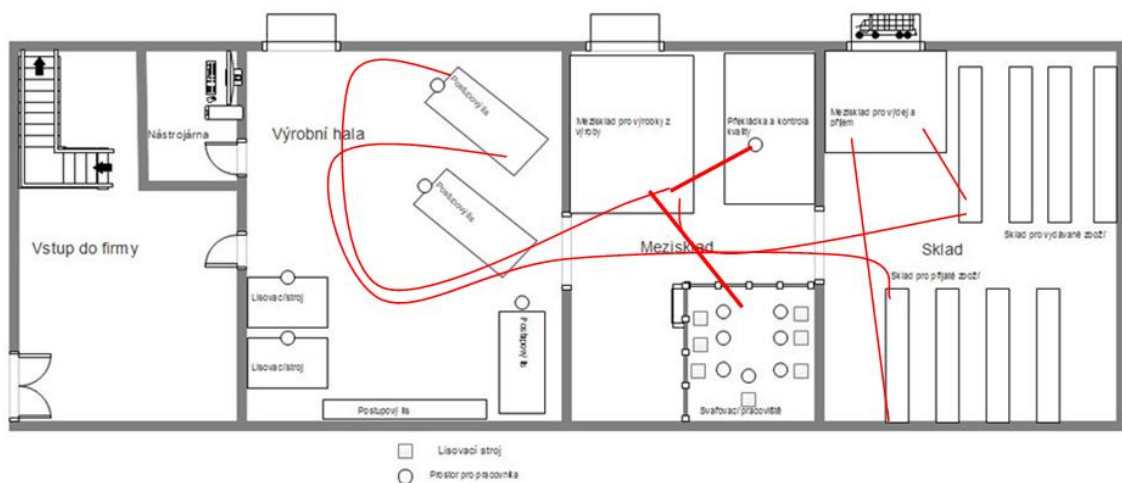 Nástrojárna
Výrobní hala
Vstup do firmy
Postupový lis
Postupový lis
Lisovací stroj
Lisovací stroj
Postupový lis
Postupový lis
Mezisklad pro výrobky z
výroby
Překládka a kontrola
kvality
Mezisklad
Svařovací pracoviště
Mezisklad pro výdej a
příjem
Sklad pro vydávané zboží
Sklad
Sklad pro přijaté zboží
Lisovací stroj
Prostor pro pracovníka